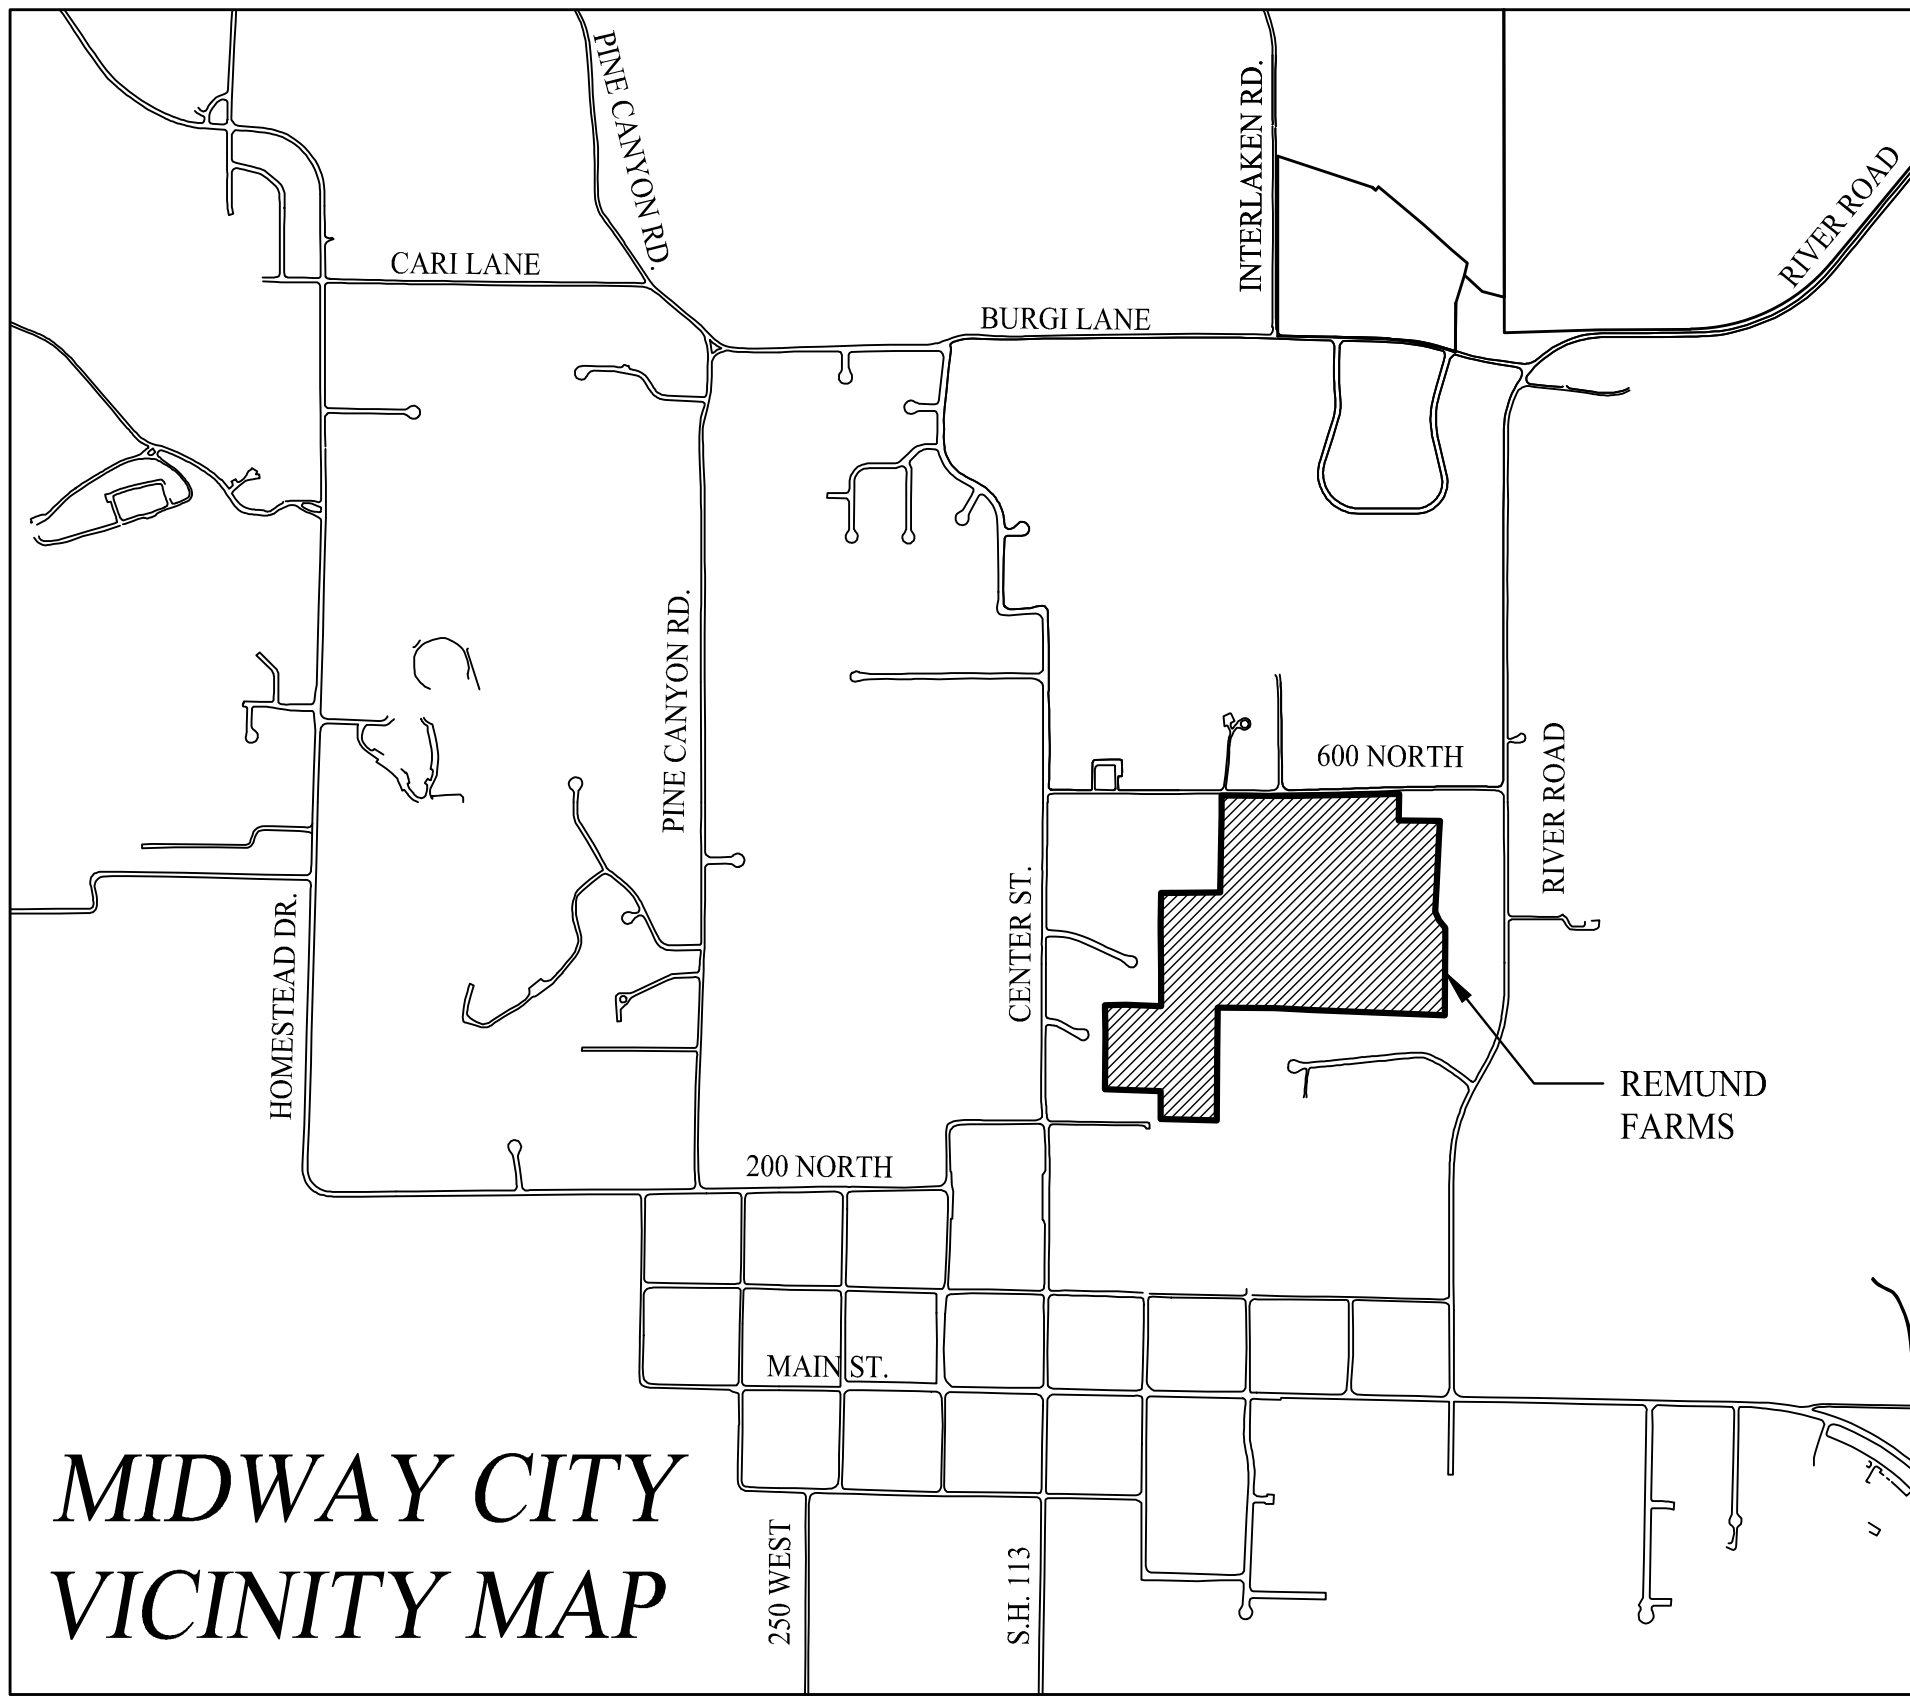 PINE CANYON RD.
INTERLAKEN RD.
RIVER ROAD
CARI LANE
BURGI LANE
PINE CANYON RD.
600 NORTH
RIVER ROAD
HOMESTEAD DR.
CENTER ST.
REMUND
FARMS
200 NORTH
MAIN ST.
MIDWAY CITY
VICINITY MAP
250 WEST
S.H. 113